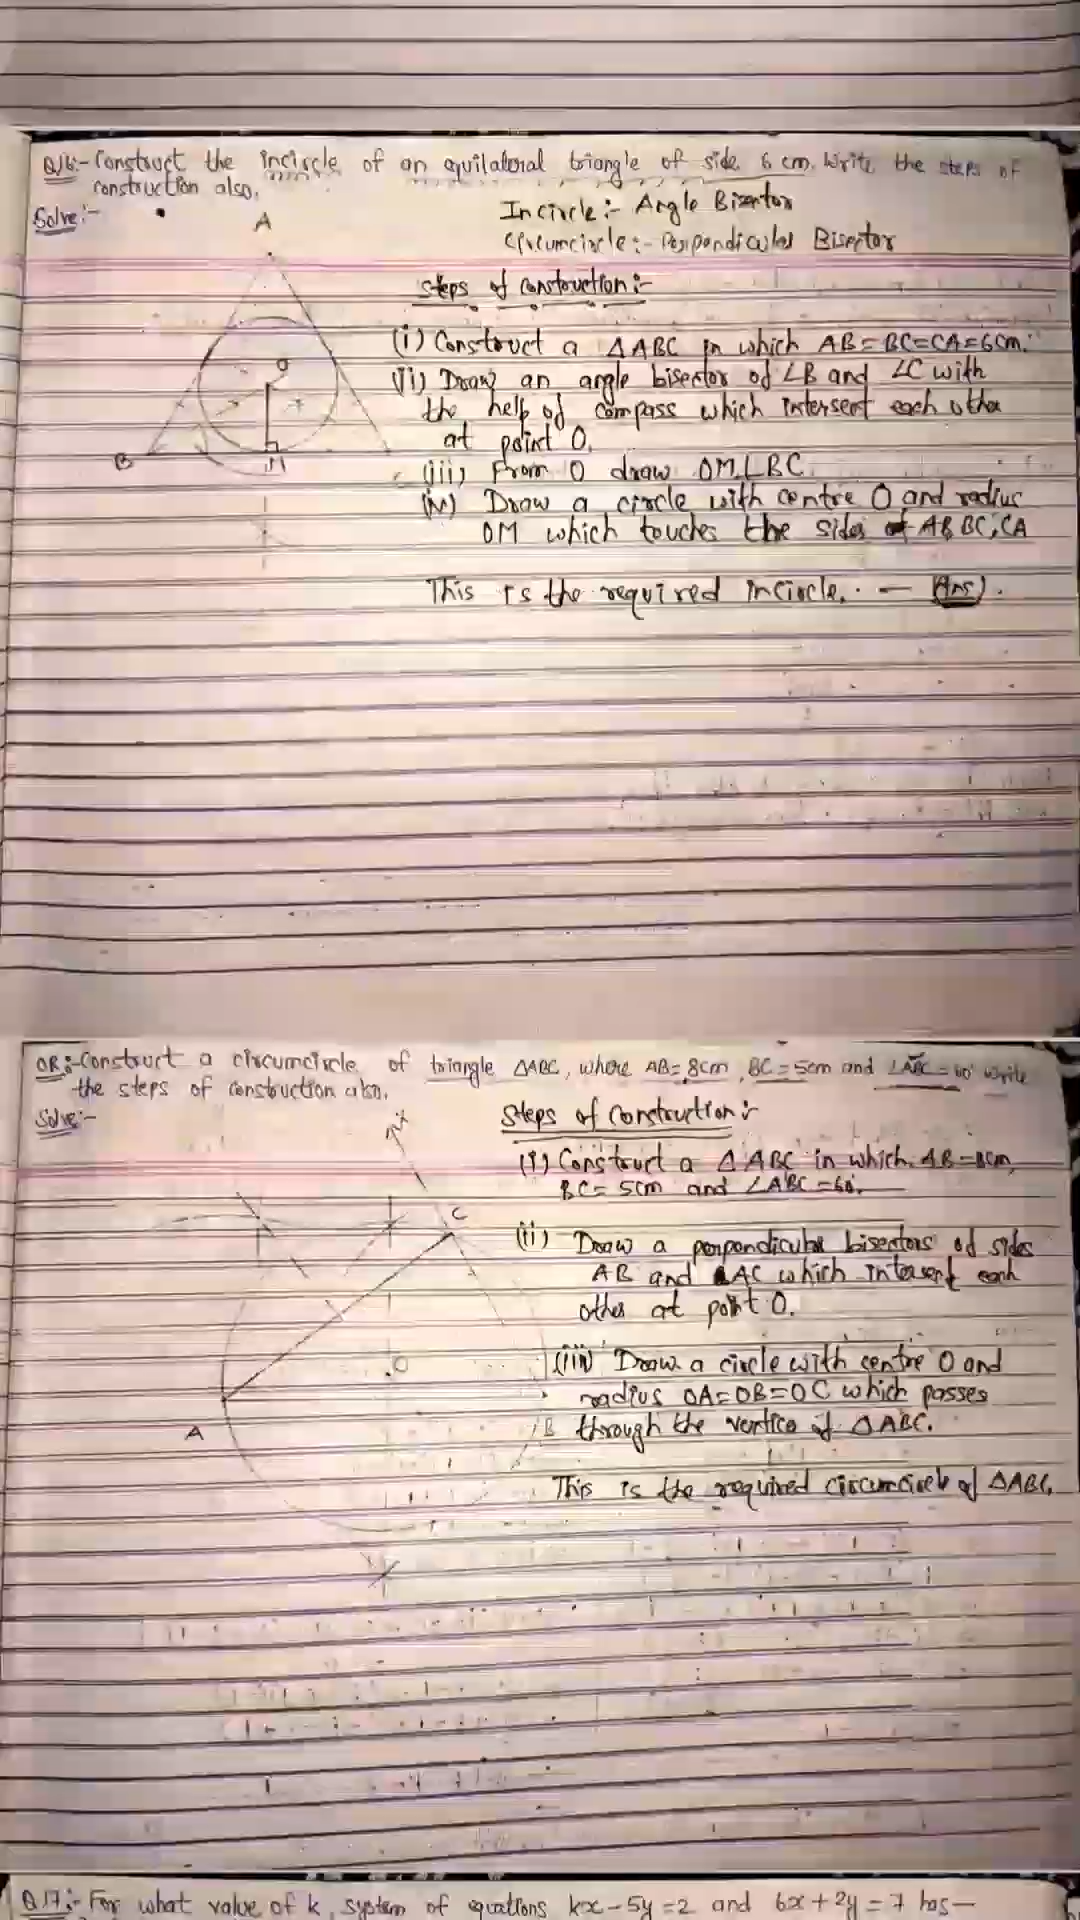 Q16:- Construct the incircle of an equilateral triangle of side 6 cm. Write the steps of
construction also.
Solve:-
Incircle:- Angle Bisector
Circumcircle:- Perpendicular Bisector
A
Steps of construction:-
(i) Construct a △ABC in which AB=BC=CA=6cm.
(ii) Draw an angle bisector of ∠B and ∠C with
the help of compass which intersect each other
at point O.
O
B
M
(iii) From O draw OM⊥BC
(iv) Draw a circle with centre O and radius
OM which touches the sides of AB, BC, CA
This is the required incircle. — (Ans).
OR:- Construct a circumcircle of triangle △ABC, where AB=8cm, BC=5cm and ∠ABC=60° write
the steps of construction also.
Solve:-
Steps of Construction:-
(i) Construct a △ABC in which AB=8cm,
BC=5cm and ∠ABC=60°.
C
(ii) Draw a perpendicular bisectors of sides
AB and AC which intersect each
other at point O.
(iii) Draw a circle with centre O and
radius OA=OB=OC which passes
through the vertice of △ABC.
O
A
B
This is the required circumcircle of △ABC.
Q17:- For what value of k, system of equations kx-5y=2 and 6x+2y=7 has—